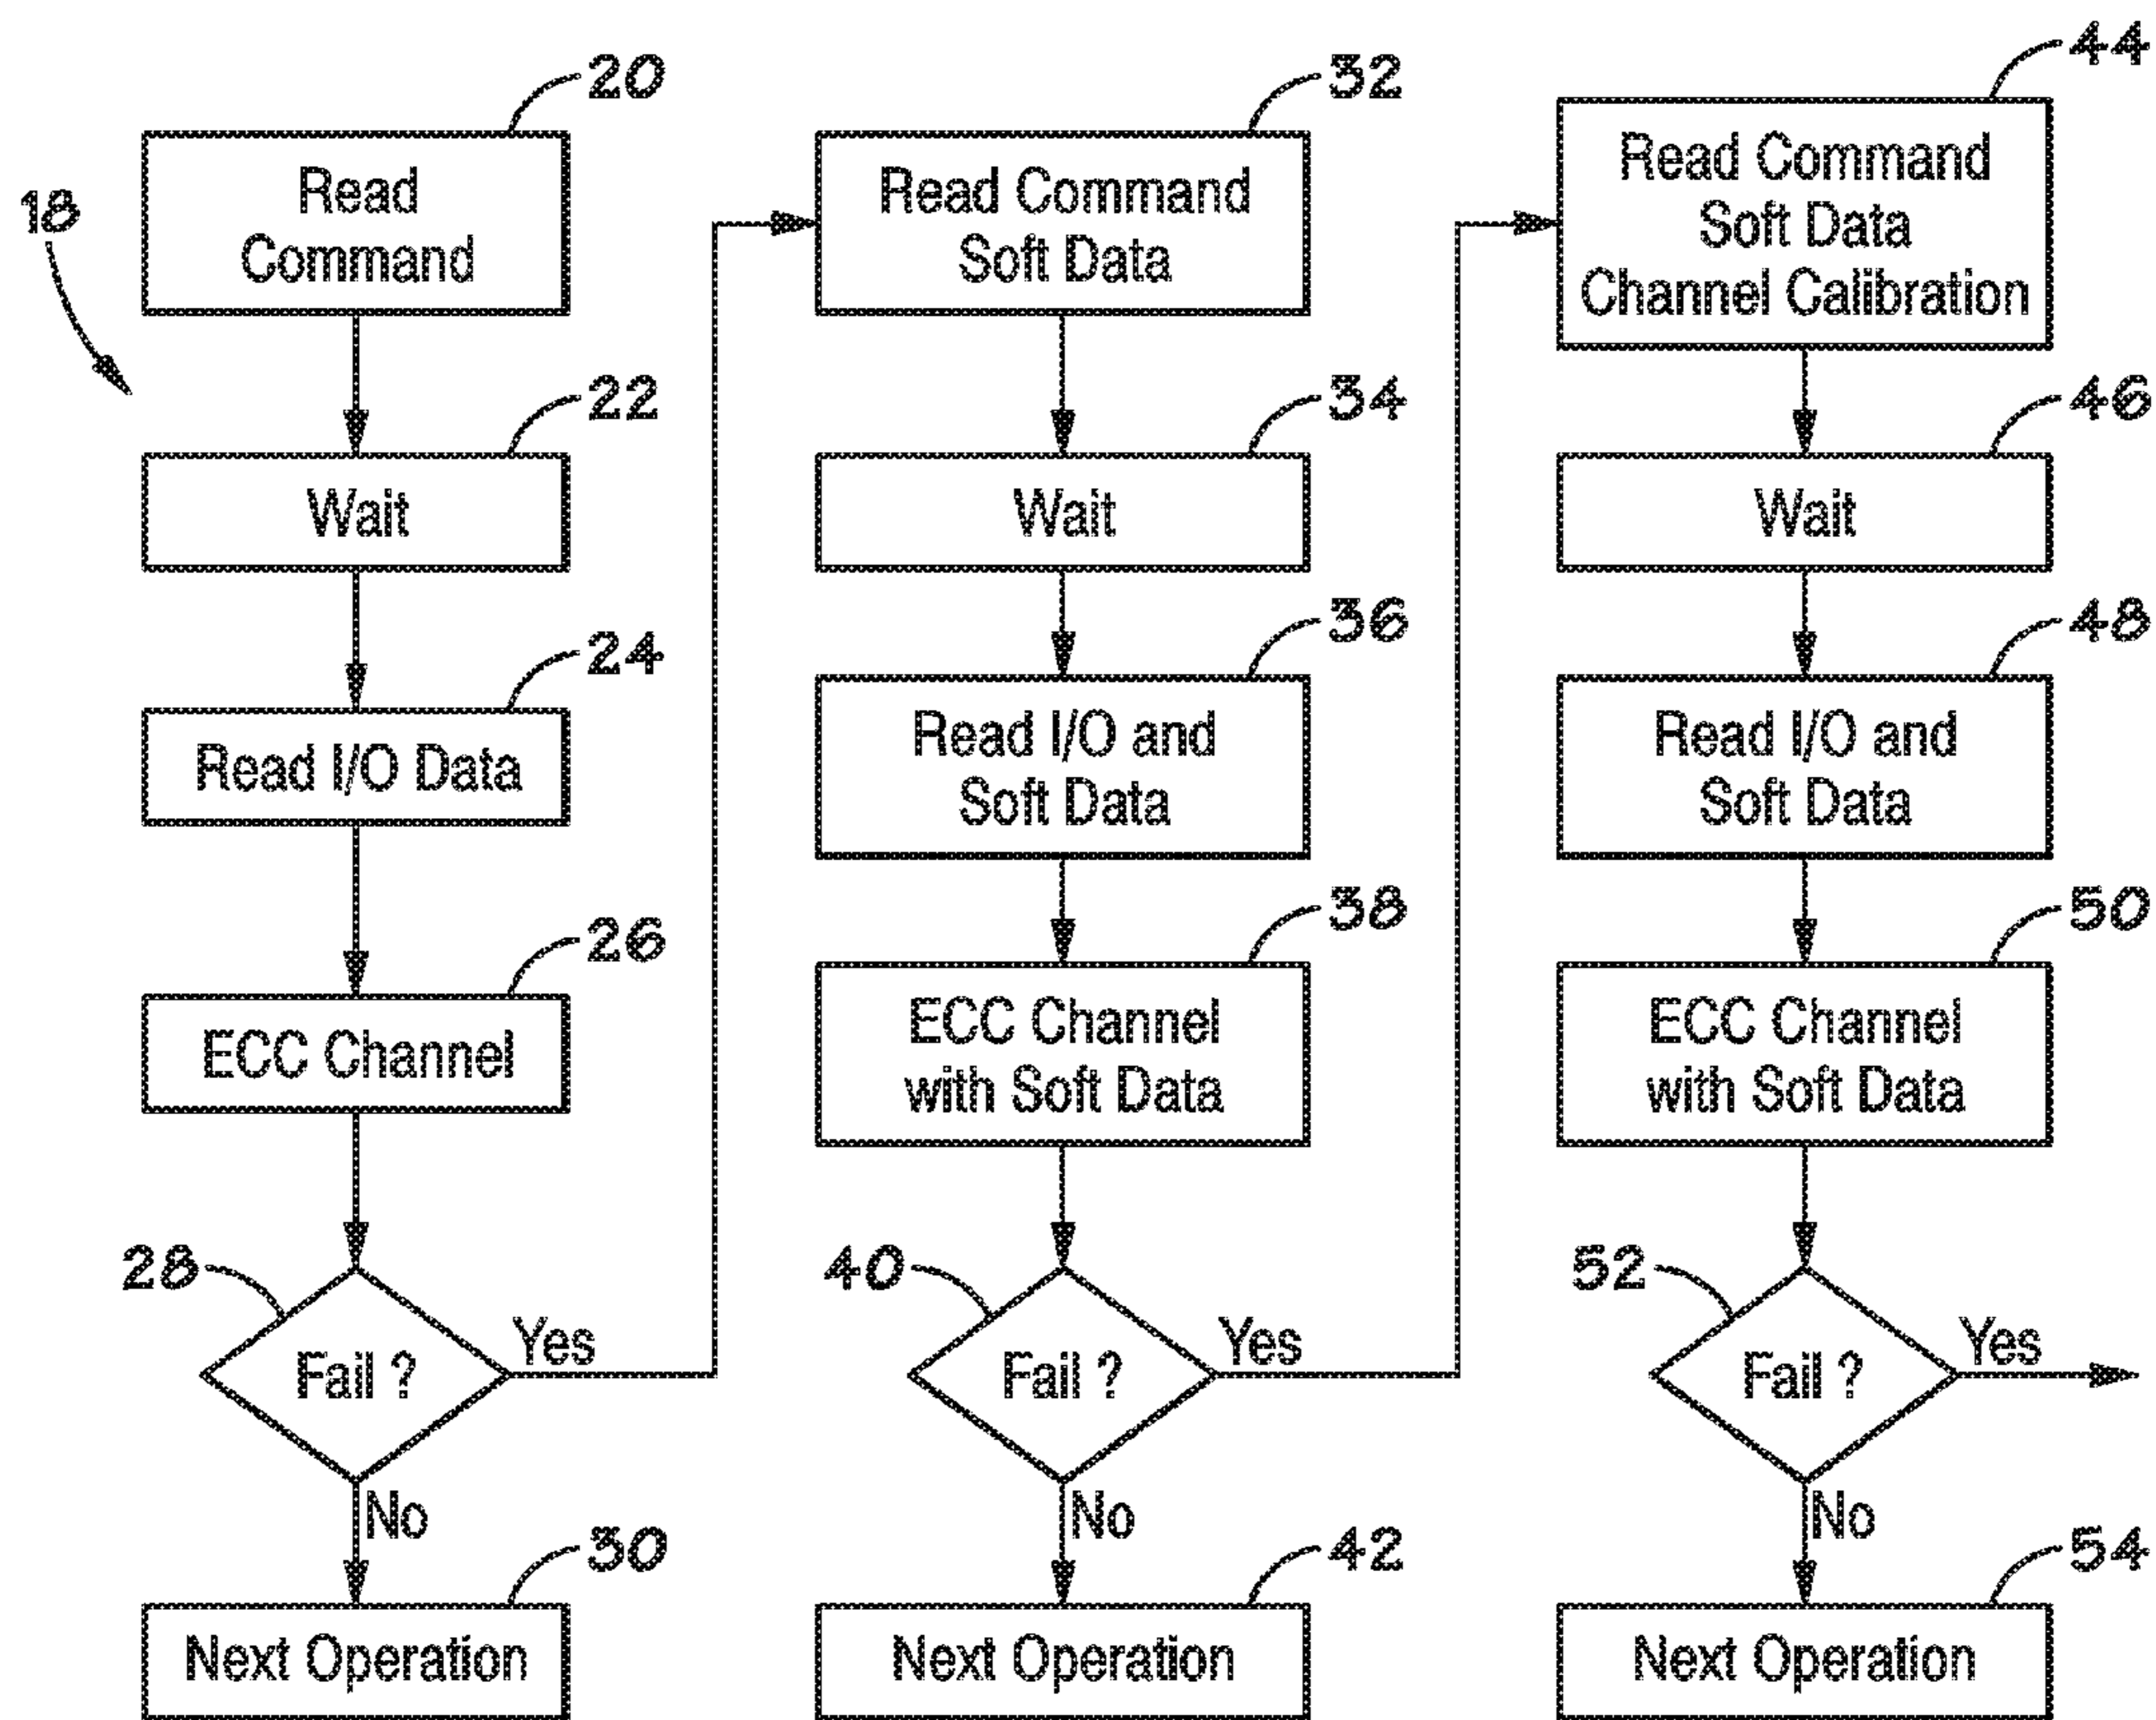 18
20
Read
Command
22
Wait
24
Read I/O Data
26
ECC Channel
28
Fail ?
Yes
No
30
Next Operation
32
Read Command
Soft Data
34
Wait
36
Read I/O and
Soft Data
38
ECC Channel
with Soft Data
40
Fail ?
Yes
No
42
Next Operation
44
Read Command
Soft Data
Channel Calibration
46
Wait
48
Read I/O and
Soft Data
50
ECC Channel
with Soft Data
52
Fail ?
Yes
No
54
Next Operation